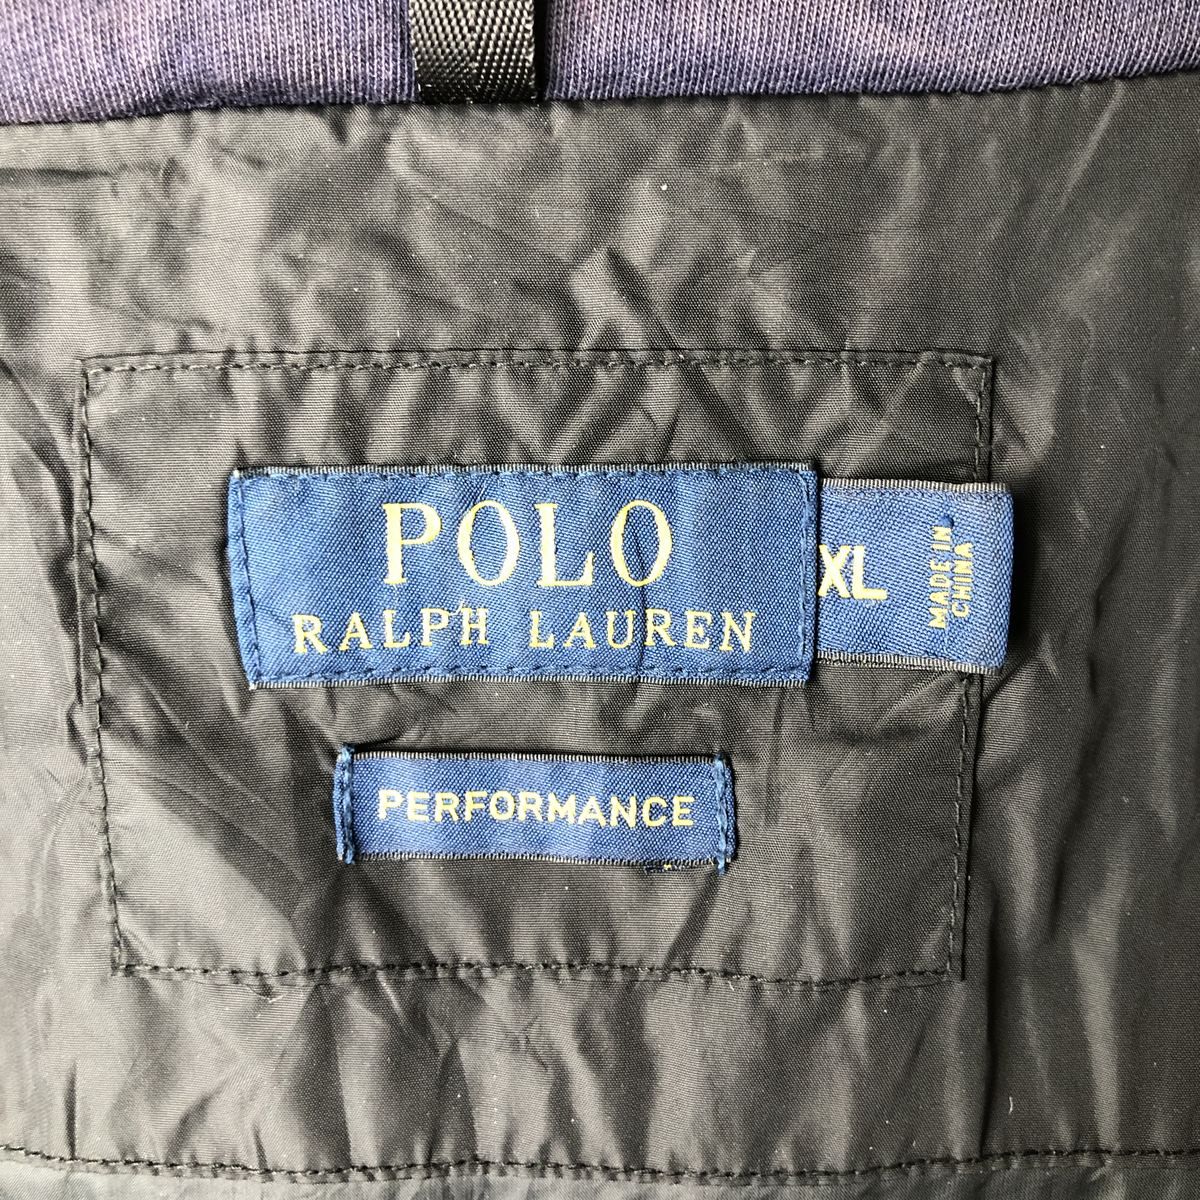 POLO
RALPH LAUREN
XL
MADE IN
CHINA
PERFORMANCE